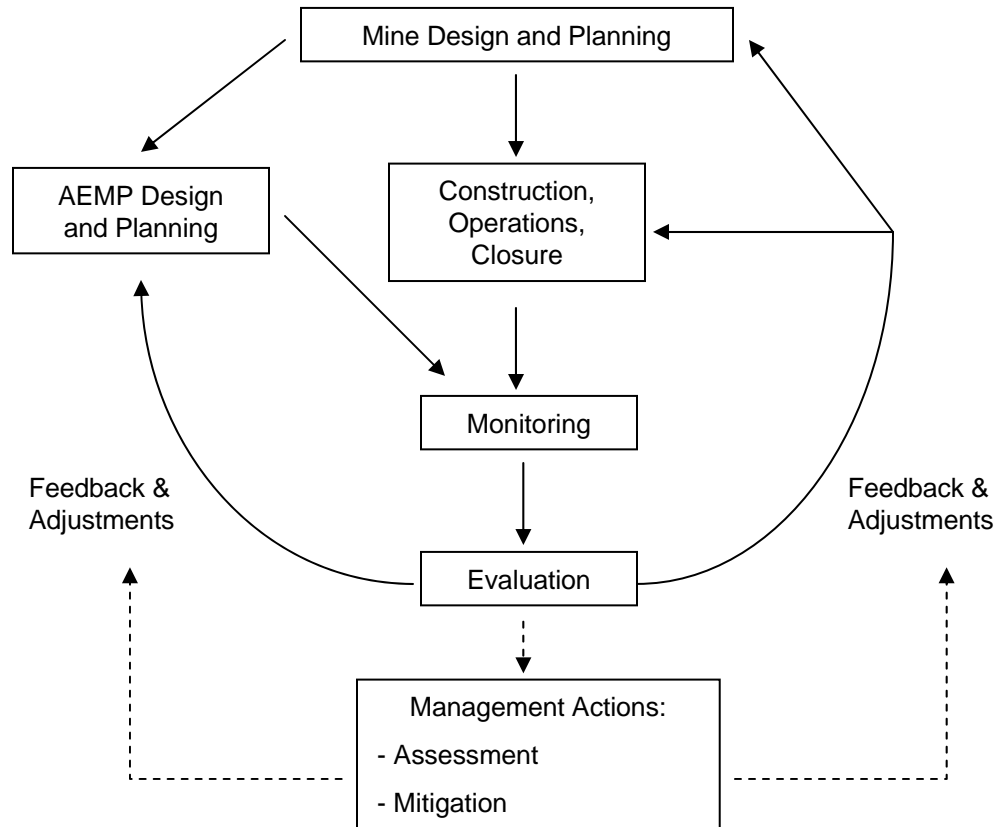 Mine Design and Planning
AEMP Design
and Planning
Construction,
Operations,
Closure
Monitoring
Feedback &
Adjustments
Feedback &
Adjustments
Evaluation
Management Actions:
- Assessment
- Mitigation